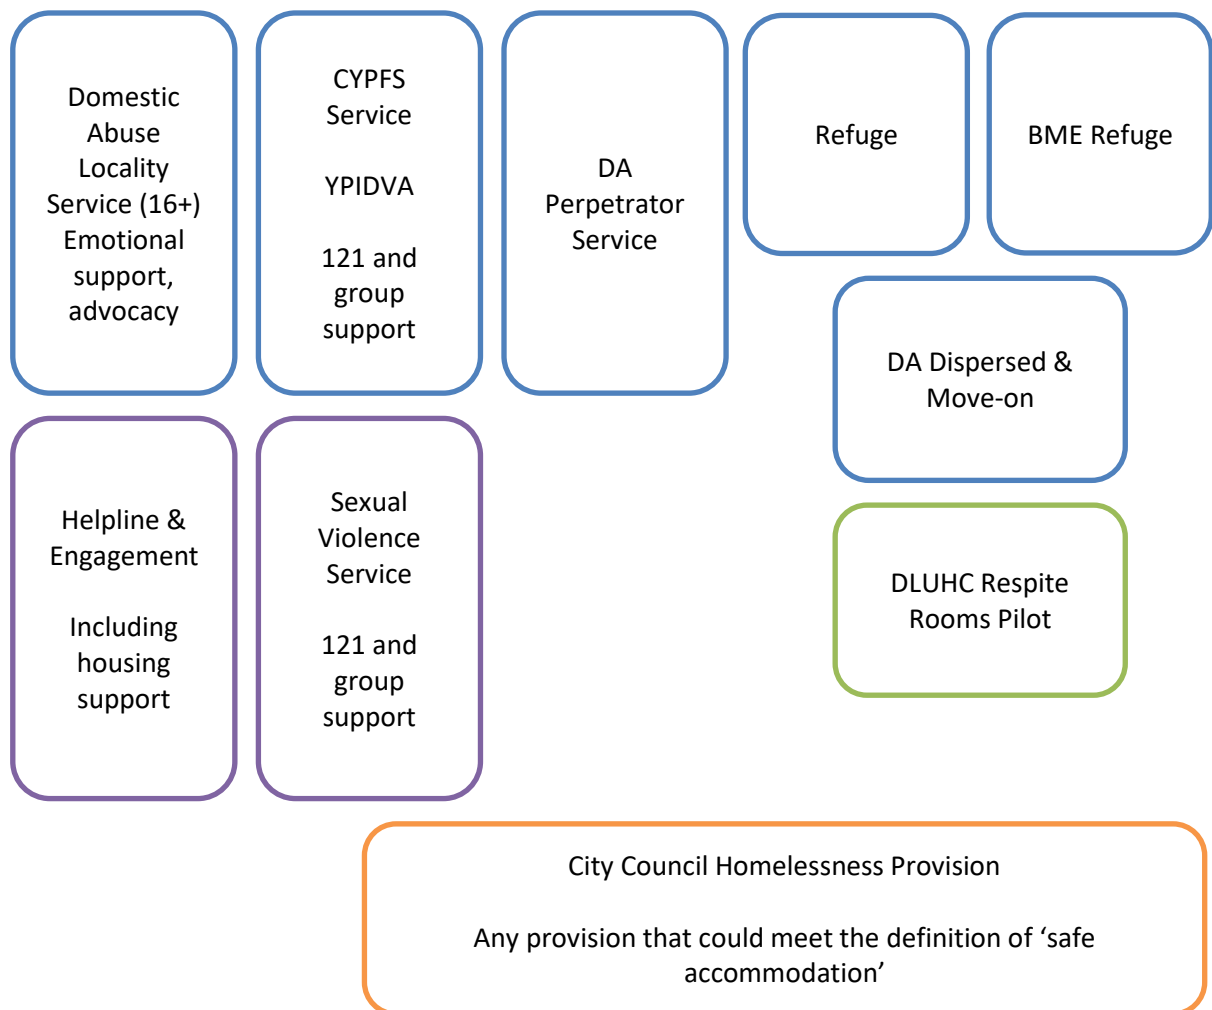 Domestic
Abuse
Locality
Service (16+)
Emotional
support,
advocacy
CYPFS
Service
YPIDVA
121 and
group
support
DA
Perpetrator
Service
Refuge
BME Refuge
DA Dispersed &
Move-on
Helpline &
Engagement
Including
housing
support
Sexual
Violence
Service
121 and
group
support
DLUHC Respite
Rooms Pilot
City Council Homelessness Provision
Any provision that could meet the definition of ‘safe
accommodation’